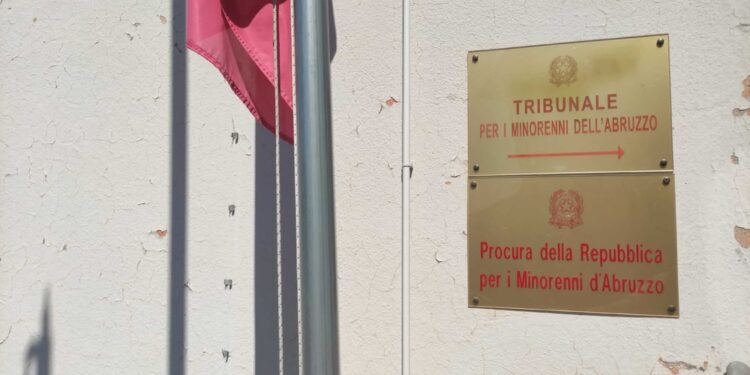 TRIBUNALE
PER I MINORENNI DELL'ABRUZZO
Procura della Repubblica
per i Minorenni d'Abruzzo